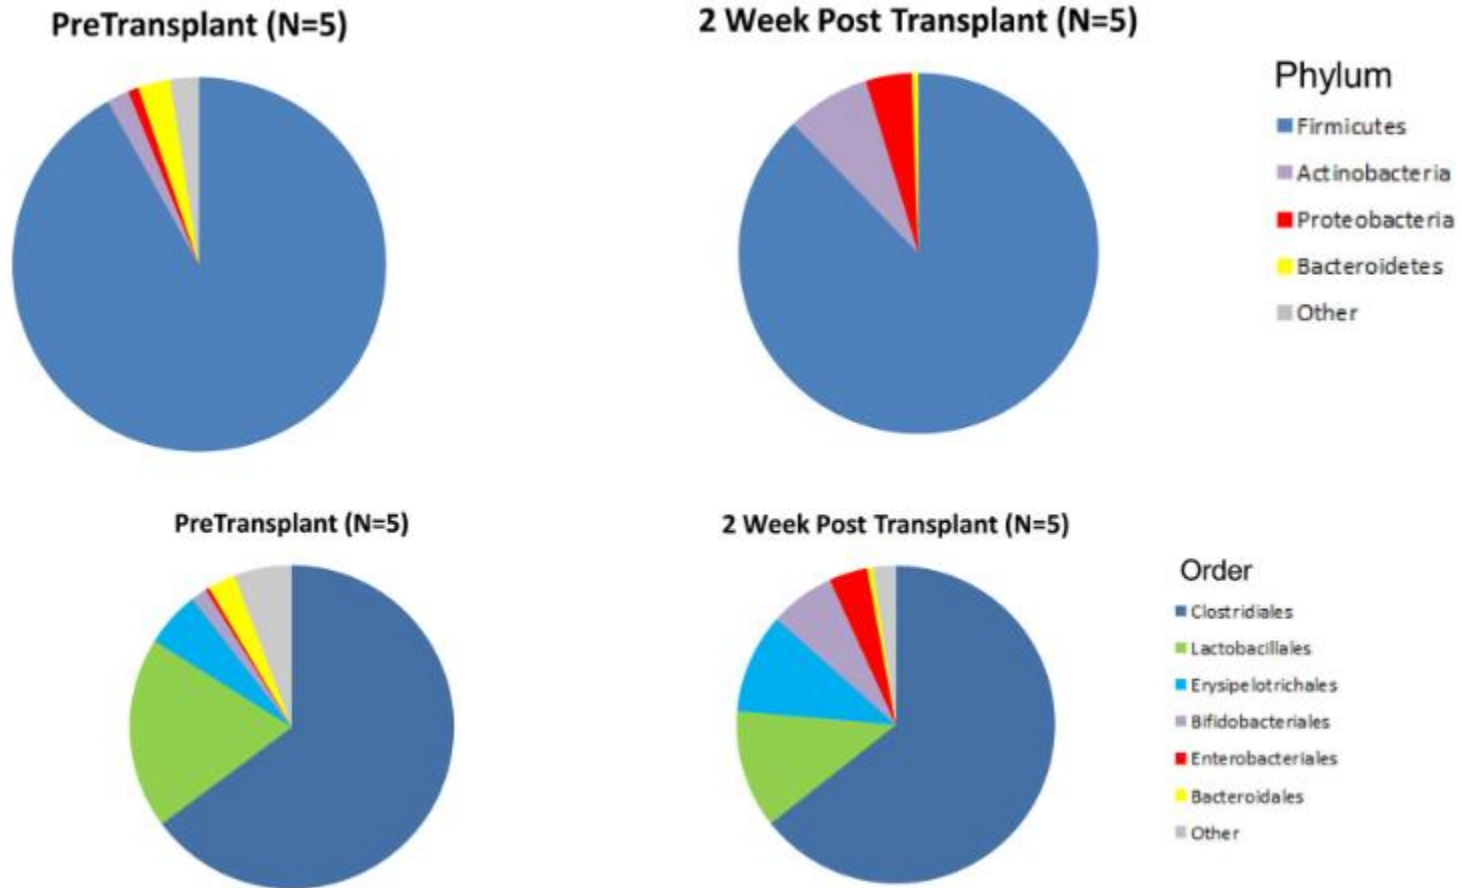 PreTransplant (N=5)
2 Week Post Transplant (N=5)
Phylum
Firmicutes
Actinobacteria
Proteobacteria
Bacteroidetes
Other
PreTransplant (N=5)
2 Week Post Transplant (N=5)
Order
Clostridiales
Lactobacillales
Erysipelotrichales
Bifidobacteriales
Enterobacteriales
Bacteroidales
Other